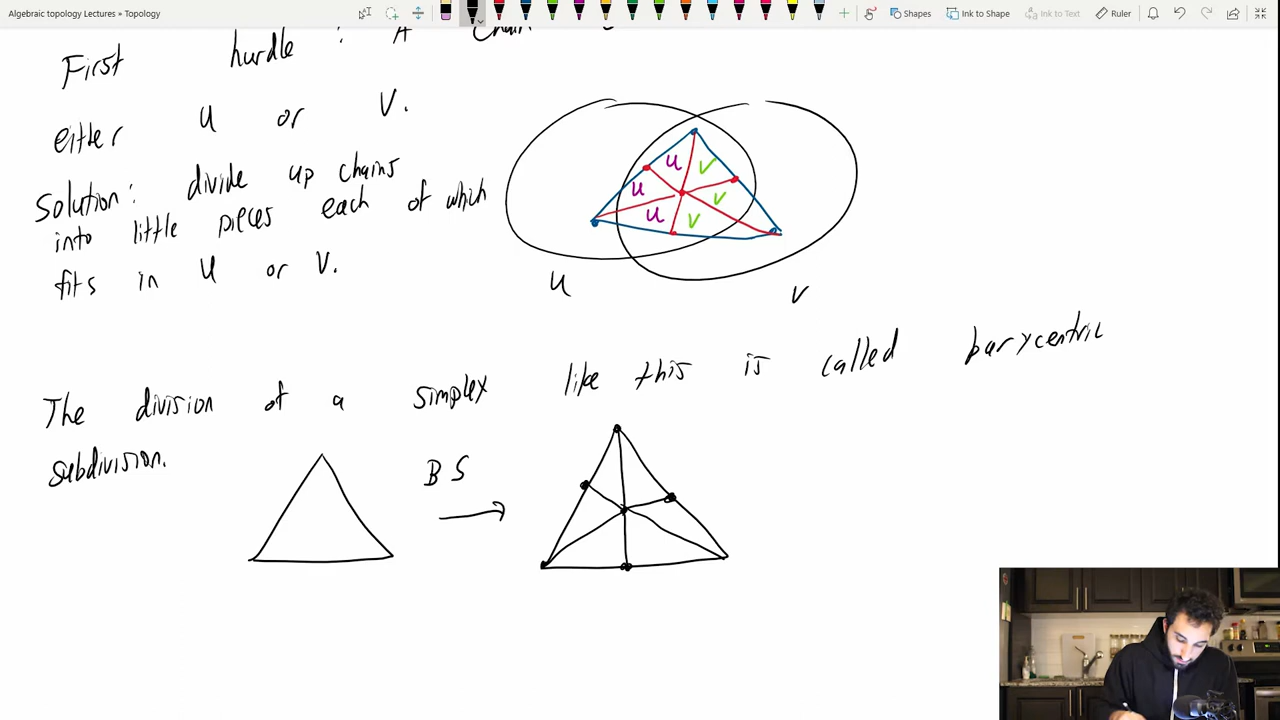 Algebraic topology Lectures » Topology
Shapes
Ink to Shape
Ink to Text
Ruler
First hurdle : A chain
either U or V.
Solution: divide up chains
into little pieces each of which
fits in U or V.
U V
U V
U V
U
V
The division of a simplex like this is called barycentric
subdivision.
B S